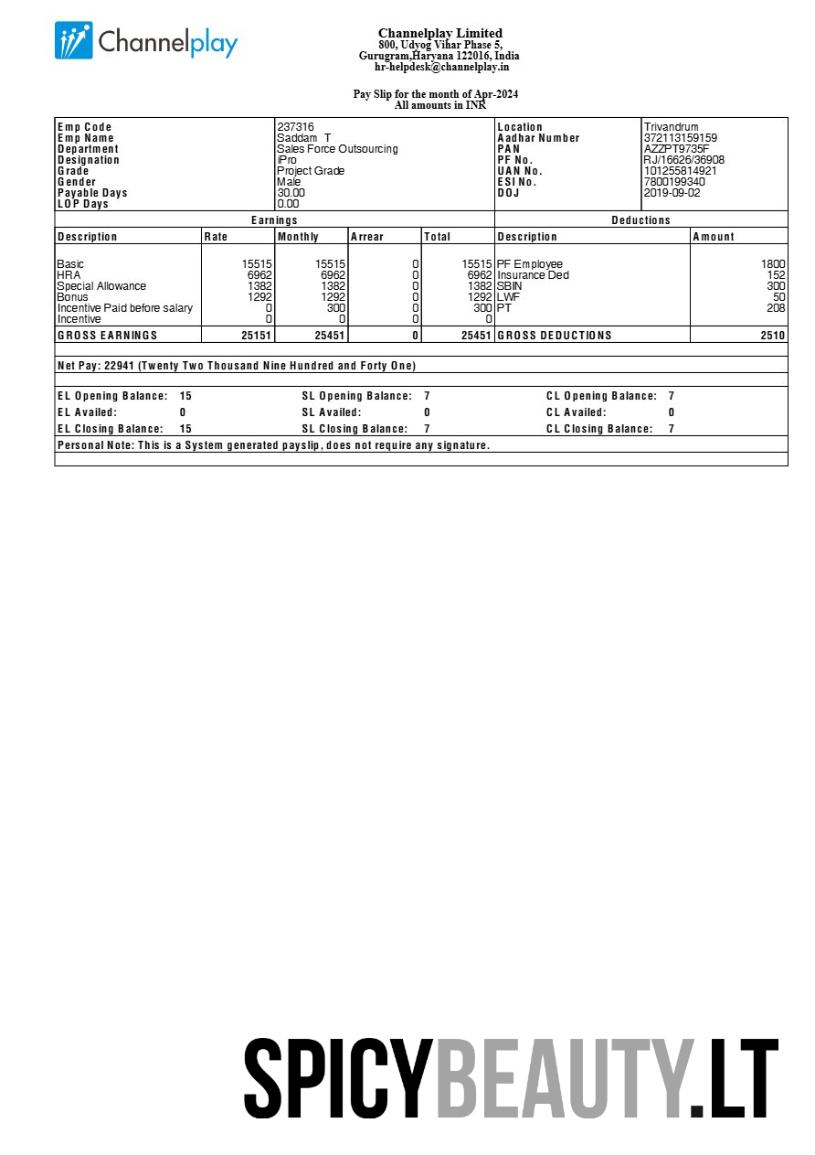 Channelplay
Channelplay Limited
800, Udyog Vihar Phase 5,
Gurugram,Haryana 122016, India
hr-helpdesk@channelplay.in
Pay Slip for the month of Apr-2024
All amounts in INR
Emp Code 237316 Location Trivandrum
Emp Name Saddam T Aadhar Number 372113159159
Department Sales Force Outsourcing PAN AZZPT9735F
Designation iPro PF No. RJ/16626/36908
Grade Project Grade UAN No. 101255814921
Gender Male ESI No. 7800199340
Payable Days 30.00 DOJ 2019-09-02
LOP Days 0.00
Earnings Deductions
Description Rate Monthly Arrear Total Description Amount
Basic 15515 15515 0 15515 PF Employee 1800
HRA 6962 6962 0 6962 Insurance Ded 152
Special Allowance 1382 1382 0 1382 SBIN 300
Bonus 1292 1292 0 1292 LWF 50
Incentive Paid before salary 0 300 0 300 PT 208
Incentive 0 0 0 0
GROSS EARNINGS 25151 25451 0 25451 GROSS DEDUCTIONS 2510
Net Pay: 22941 (Twenty Two Thousand Nine Hundred and Forty One)
EL Opening Balance: 15 SL Opening Balance: 7 CL Opening Balance: 7
EL Availed: 0 SL Availed: 0 CL Availed: 0
EL Closing Balance: 15 SL Closing Balance: 7 CL Closing Balance: 7
Personal Note: This is a System generated payslip, does not require any signature.
SPICYBEAUTY.LT